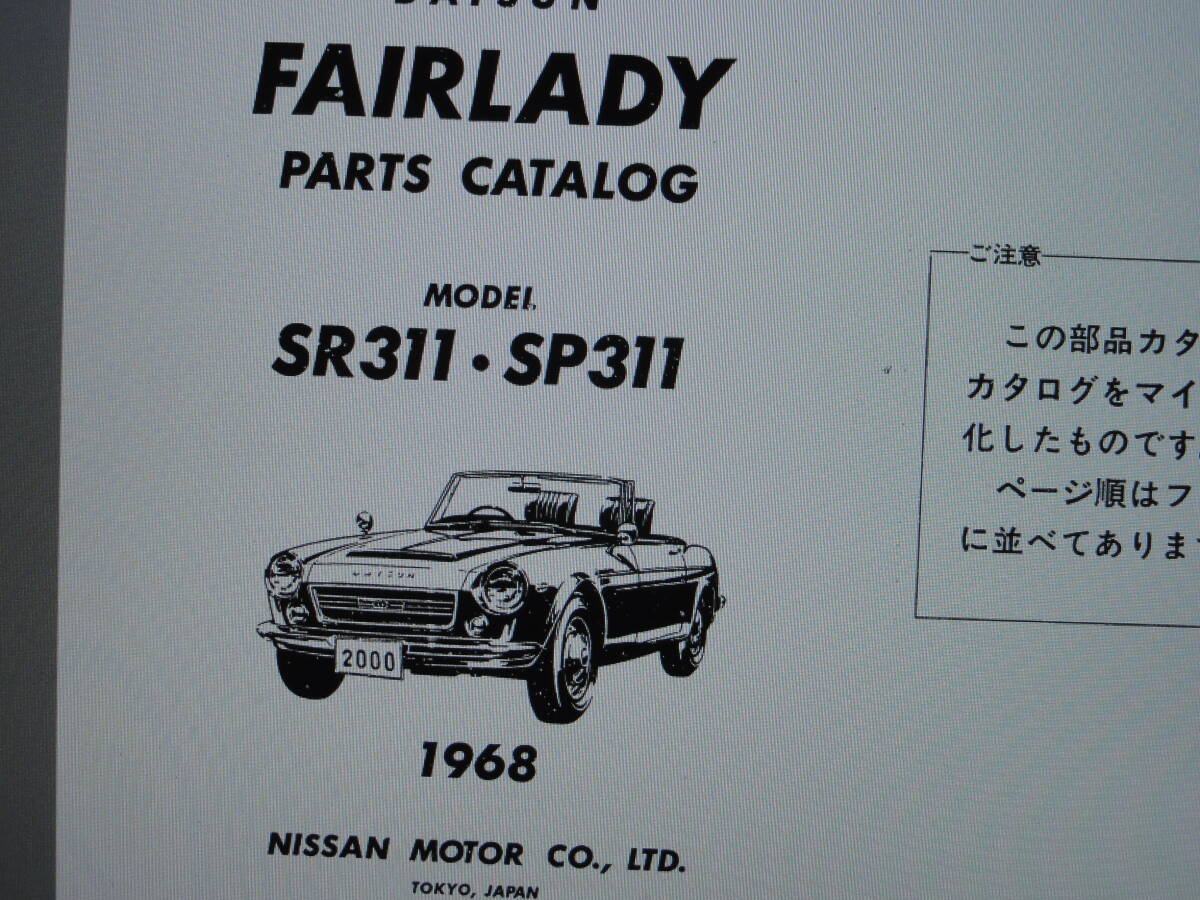 DATSUN
FAIRLADY
PARTS CATALOG
MODEL
SR311・SP311
DATSUN
2000
1968
NISSAN MOTOR CO., LTD.
TOKYO, JAPAN
ご注意
この部品カタ
カタログをマイ
化したものです
ページ順はフ
に並べてありま